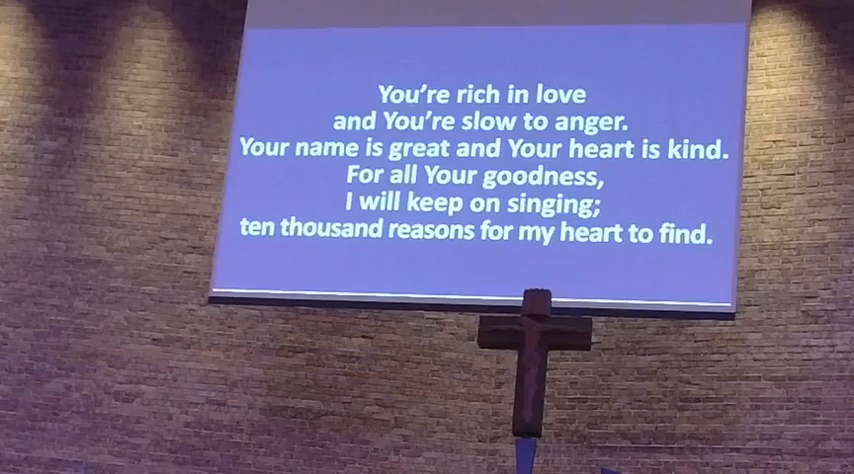 You're rich in love
and You're slow to anger.
Your name is great and Your heart is kind.
For all Your goodness,
I will keep on singing;
ten thousand reasons for my heart to find.